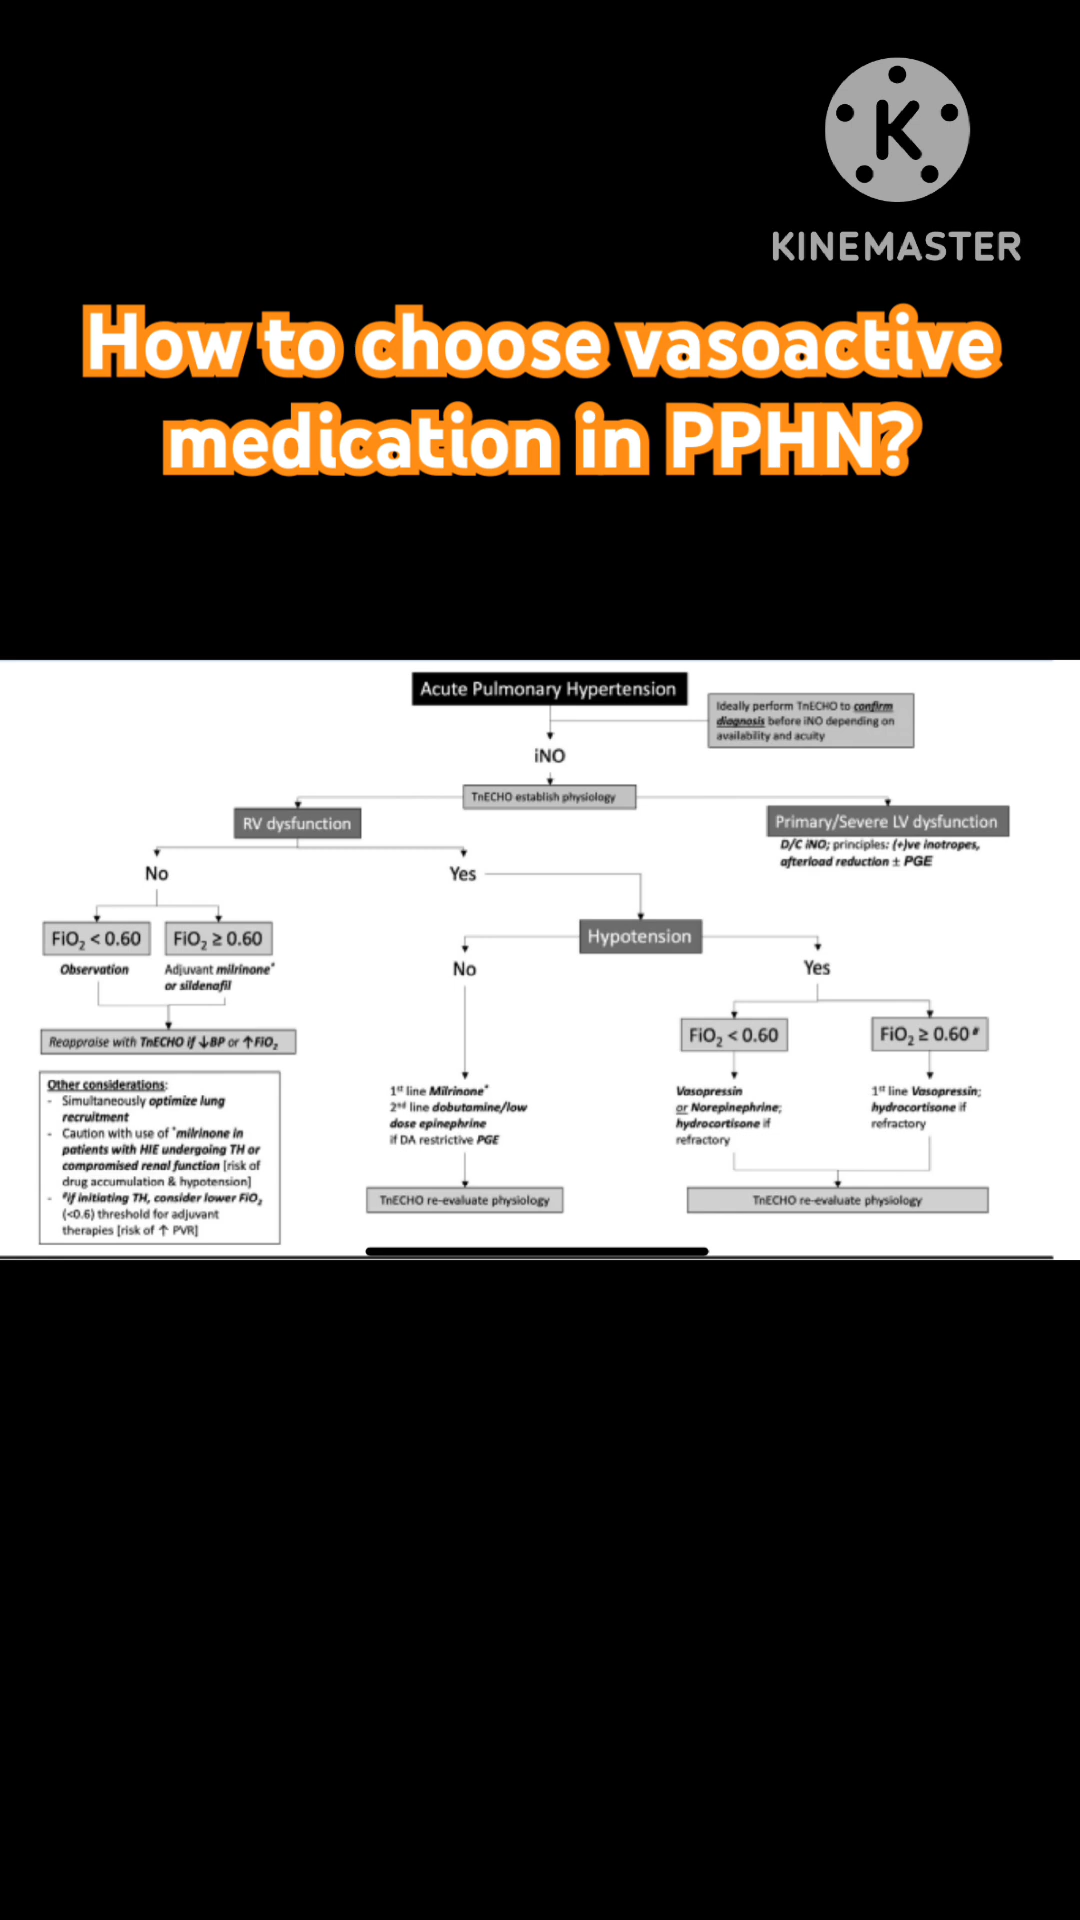 KINEMASTER
How to choose vasoactive
medication in PPHN?
Acute Pulmonary Hypertension
Ideally perform TnECHO to confirm
diagnosis before iNO depending on
availability and acuity
iNO
TnECHO establish physiology
RV dysfunction
Primary/Severe LV dysfunction
D/C iNO; principles: (+)ve inotropes,
afterload reduction ± PGE
No
Yes
FiO₂ < 0.60
FiO₂ ≥ 0.60
Hypotension
Observation
Adjuvant milrinone*
or sildenafil
No
Yes
Reappraise with TnECHO if ↓BP or ↑FiO₂
FiO₂ < 0.60
FiO₂ ≥ 0.60#
Other considerations:
- Simultaneously optimize lung
recruitment
- Caution with use of *milrinone in
patients with HIE undergoing TH or
compromised renal function [risk of
drug accumulation & hypotension]
- #if initiating TH, consider lower FiO₂
(<0.6) threshold for adjuvant
therapies [risk of ↑ PVR]
1st line Milrinone*
2nd line dobutamine/low
dose epinephrine
if DA restrictive PGE
Vasopressin
or Norepinephrine;
hydrocortisone if
refractory
1st line Vasopressin;
hydrocortisone if
refractory
TnECHO re-evaluate physiology
TnECHO re-evaluate physiology